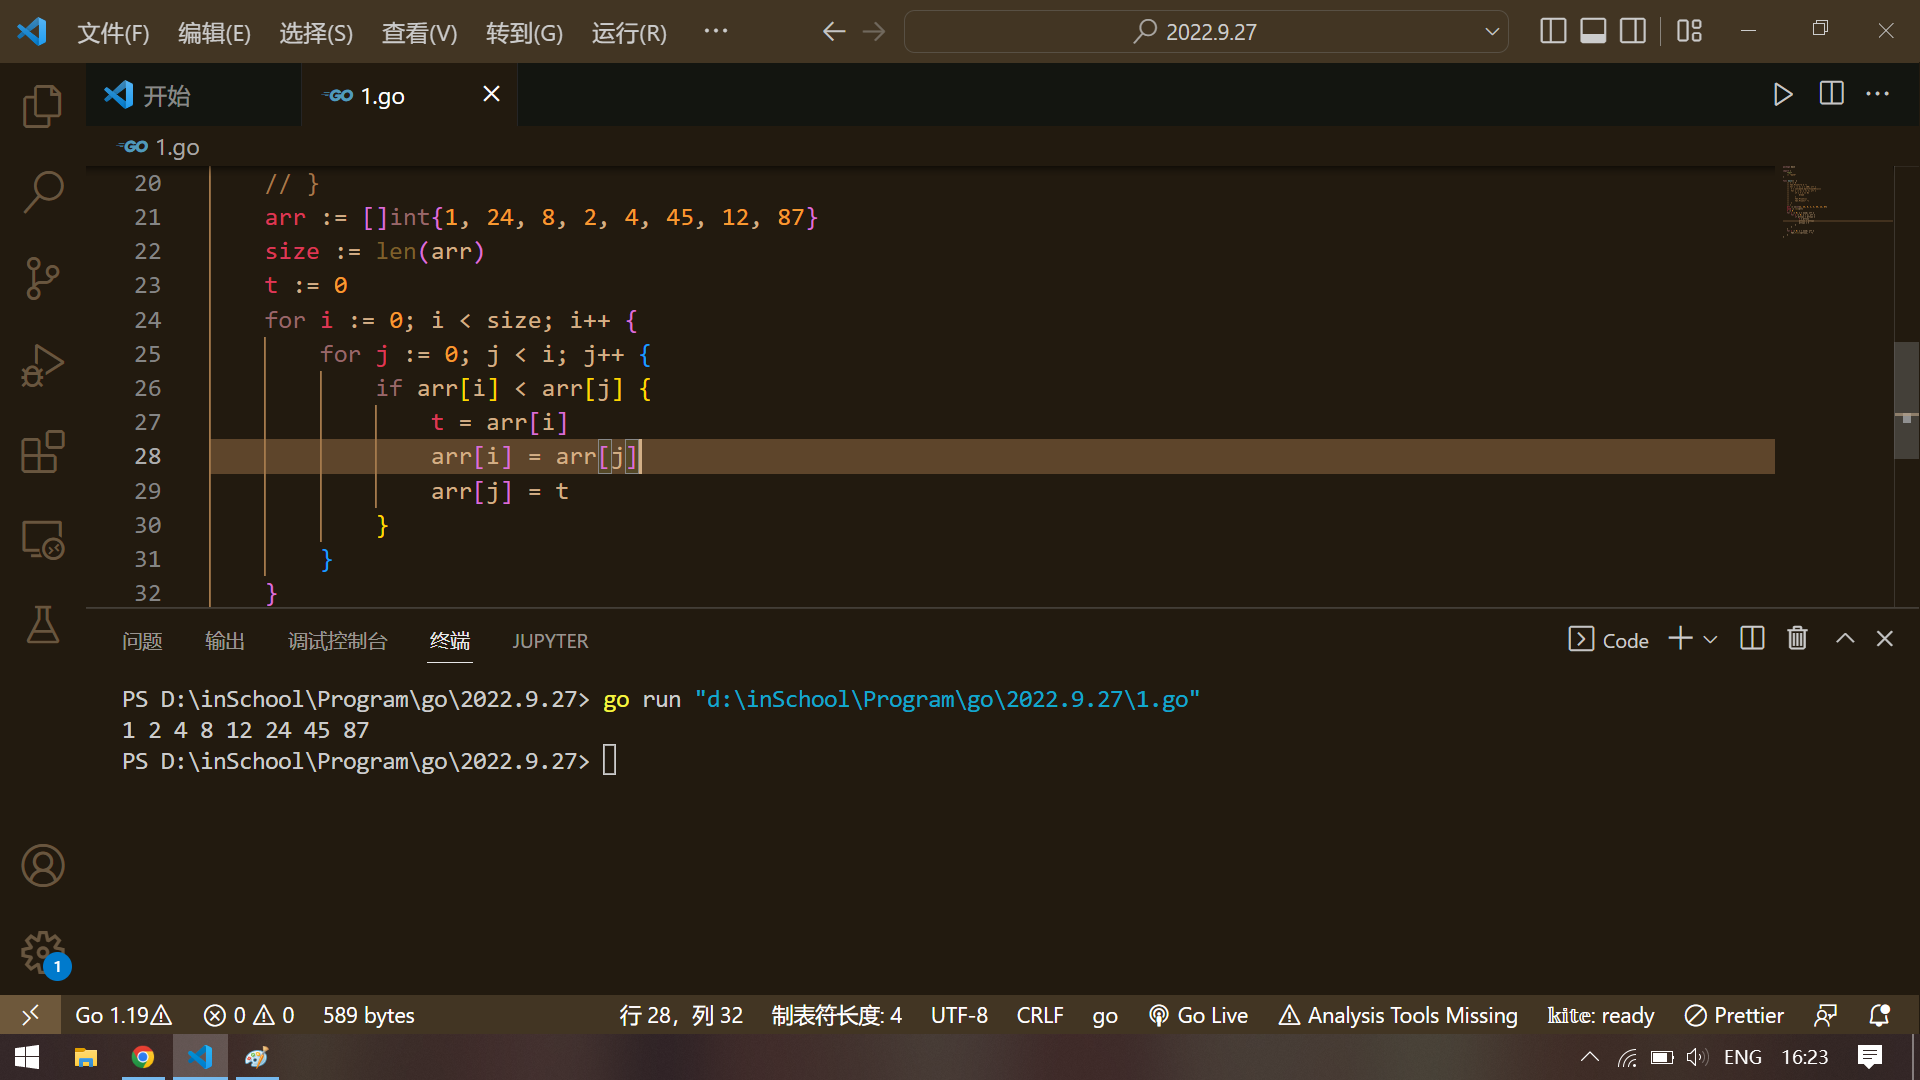 文件(F) 编辑(E) 选择(S) 查看(V) 转到(G) 运行(R) ··· 2022.9.27
开始 1.go
1.go
20 // }
21 arr := []int{1, 24, 8, 2, 4, 45, 12, 87}
22 size := len(arr)
23 t := 0
24 for i := 0; i < size; i++ {
25 for j := 0; j < i; j++ {
26 if arr[i] < arr[j] {
27 t = arr[i]
28 arr[i] = arr[j]
29 arr[j] = t
30 }
31 }
32 }
问题 输出 调试控制台 终端 JUPYTER Code
PS D:\inSchool\Program\go\2022.9.27> go run "d:\inSchool\Program\go\2022.9.27\1.go"
1 2 4 8 12 24 45 87
PS D:\inSchool\Program\go\2022.9.27>
1
Go 1.19 0 0 589 bytes 行 28，列 32 制表符长度: 4 UTF-8 CRLF go Go Live Analysis Tools Missing kite: ready Prettier
ENG 16:23